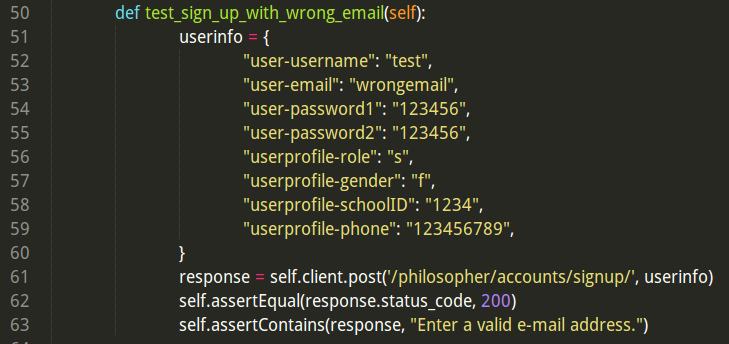 50 def test_sign_up_with_wrong_email(self):
51 userinfo = {
52 "user-username": "test",
53 "user-email": "wrongemail",
54 "user-password1": "123456",
55 "user-password2": "123456",
56 "userprofile-role": "s",
57 "userprofile-gender": "f",
58 "userprofile-schoolID": "1234",
59 "userprofile-phone": "123456789",
60 }
61 response = self.client.post('/philosopher/accounts/signup/', userinfo)
62 self.assertEqual(response.status_code, 200)
63 self.assertContains(response, "Enter a valid e-mail address.")